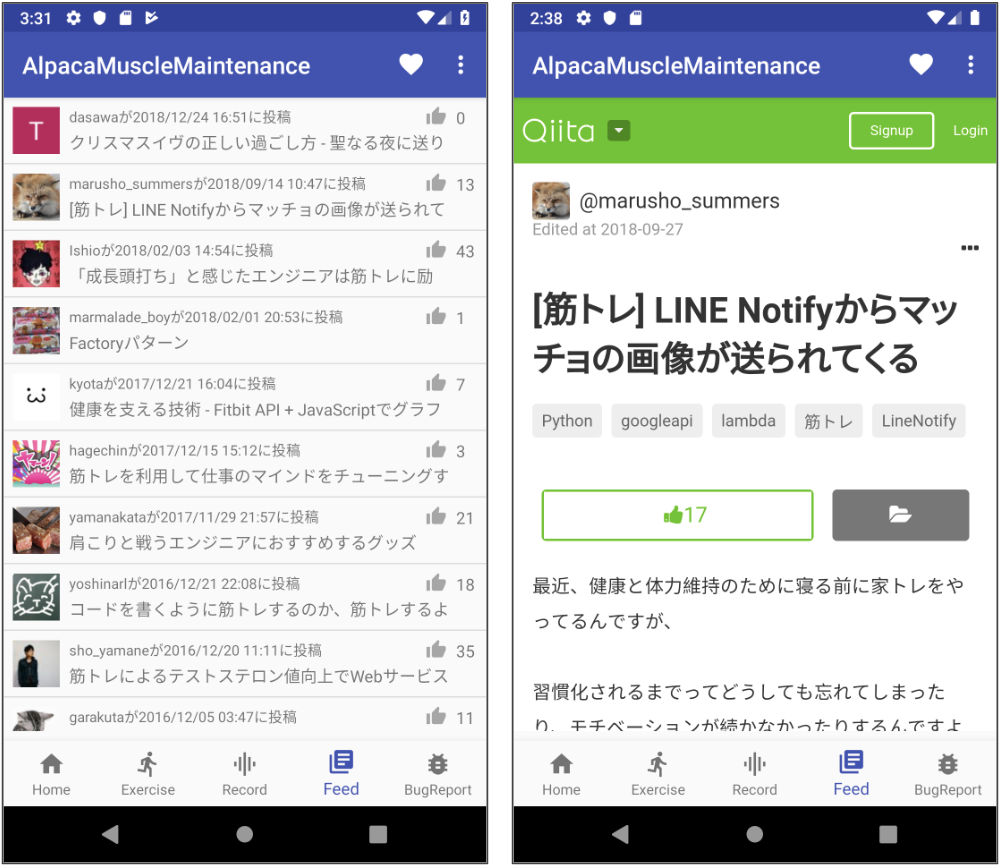 3:31
AlpacaMuscleMaintenance
T
dasawaが2018/12/24 16:51に投稿
0
クリスマスイヴの正しい過ごし方 - 聖なる夜に送り
marusho_summersが2018/09/14 10:47に投稿
13
[筋トレ] LINE Notifyからマッチョの画像が送られて
Ishioが2018/02/03 14:54に投稿
43
「成長頭打ち」と感じたエンジニアは筋トレに励
marmalade_boyが2018/02/01 20:53に投稿
1
Factoryパターン
kyotaが2017/12/21 16:04に投稿
7
健康を支える技術 - Fitbit API + JavaScriptでグラフ
hagechinが2017/12/15 15:12に投稿
3
筋トレを利用して仕事のマインドをチューニングす
yamanakataが2017/11/29 21:57に投稿
21
肩こりと戦うエンジニアにおすすめするグッズ
yoshinarlが2016/12/21 22:08に投稿
18
コードを書くように筋トレするのか、筋トレするよ
sho_yamaneが2016/12/20 11:11に投稿
35
筋トレによるテストステロン値向上でWebサービス
garakutaが2016/12/05 03:47に投稿
11
Home
Exercise
Record
Feed
BugReport
2:38
AlpacaMuscleMaintenance
Qiita
Signup
Login
@marusho_summers
Edited at 2018-09-27
[筋トレ] LINE Notifyからマッ
チョの画像が送られてくる
Python
googleapi
lambda
筋トレ
LineNotify
17
最近、健康と体力維持のために寝る前に家トレをや
ってるんですが、
習慣化されるまでってどうしても忘れてしまった
り、モチベーションが続かなかったりするんですよ
Home
Exercise
Record
Feed
BugReport